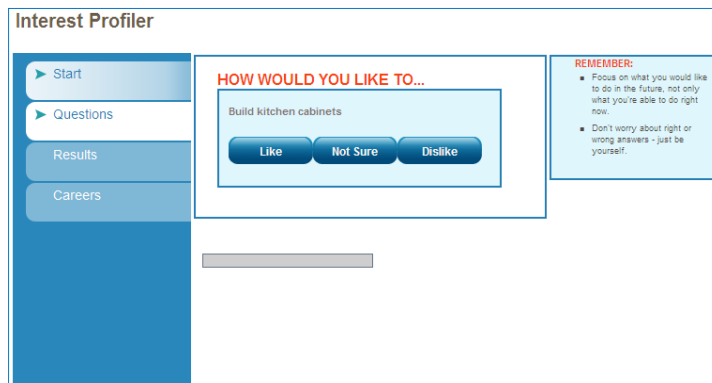 Interest Profiler
Start
Questions
Results
Careers
HOW WOULD YOU LIKE TO...
Build kitchen cabinets
Like
Not Sure
Dislike
REMEMBER:
Focus on what you would like
to do in the future, not only
what you're able to do right
now.
Don't worry about right or
wrong answers - just be
yourself.